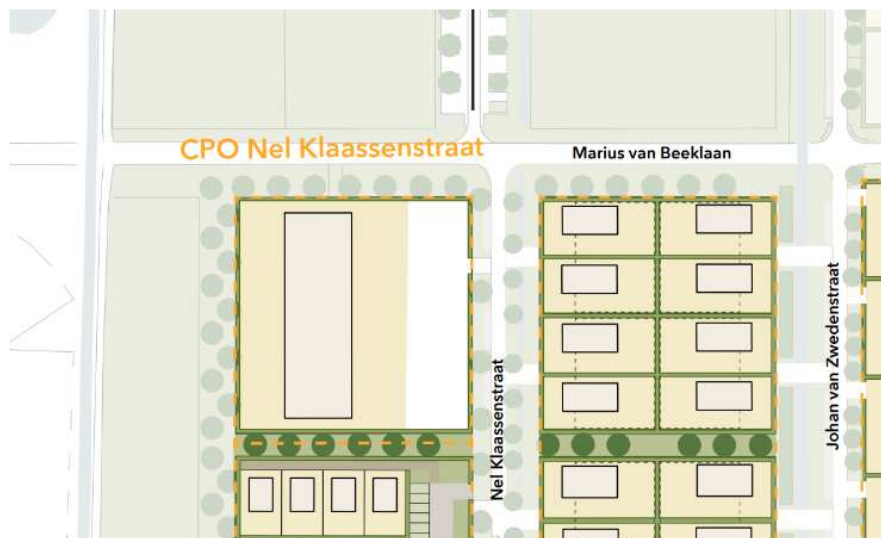 CPO Nel Klaassenstraat
Marius van Beeklaan
Nel Klaassenstraat
Johan van Zwedenstraat